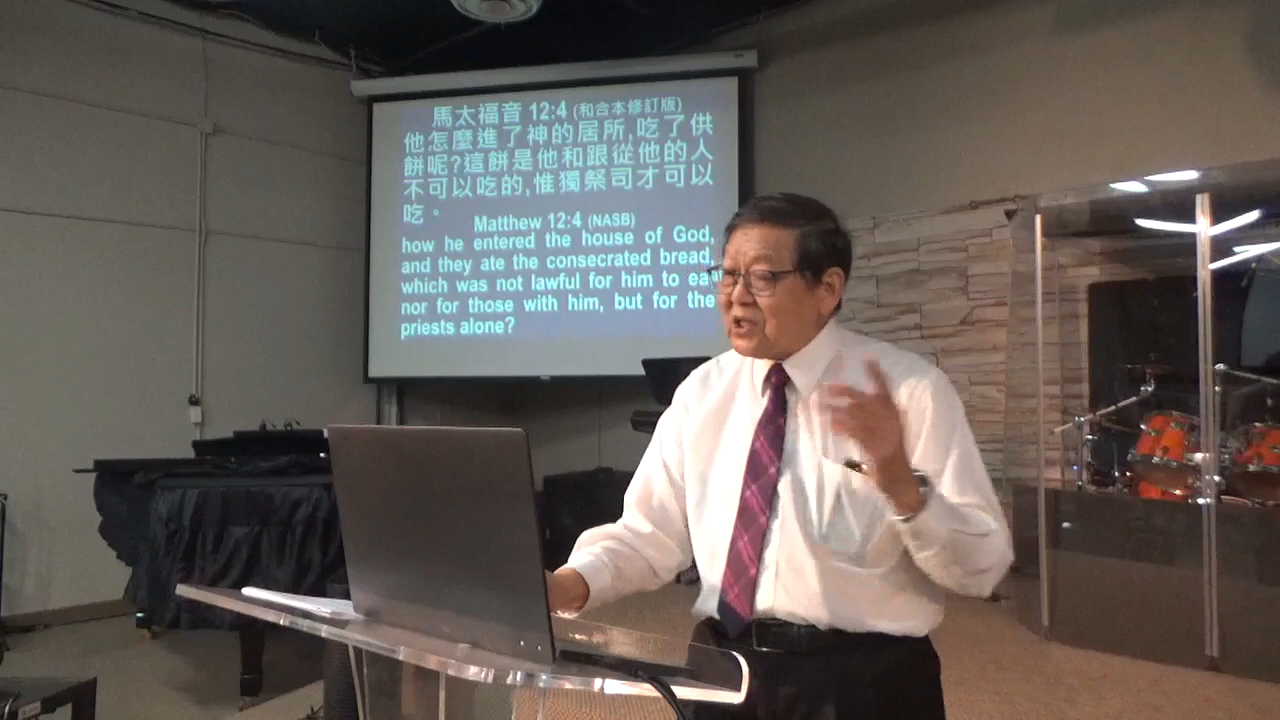 馬太福音 12:4 (和合本修訂版)
他怎麼進了神的居所,吃了供
餅呢?這餅是他和跟從他的人
不可以吃的,惟獨祭司才可以
吃。
Matthew 12:4 (NASB)
how he entered the house of God,
and they ate the consecrated bread,
which was not lawful for him to ea
nor for those with him, but for the
priests alone?